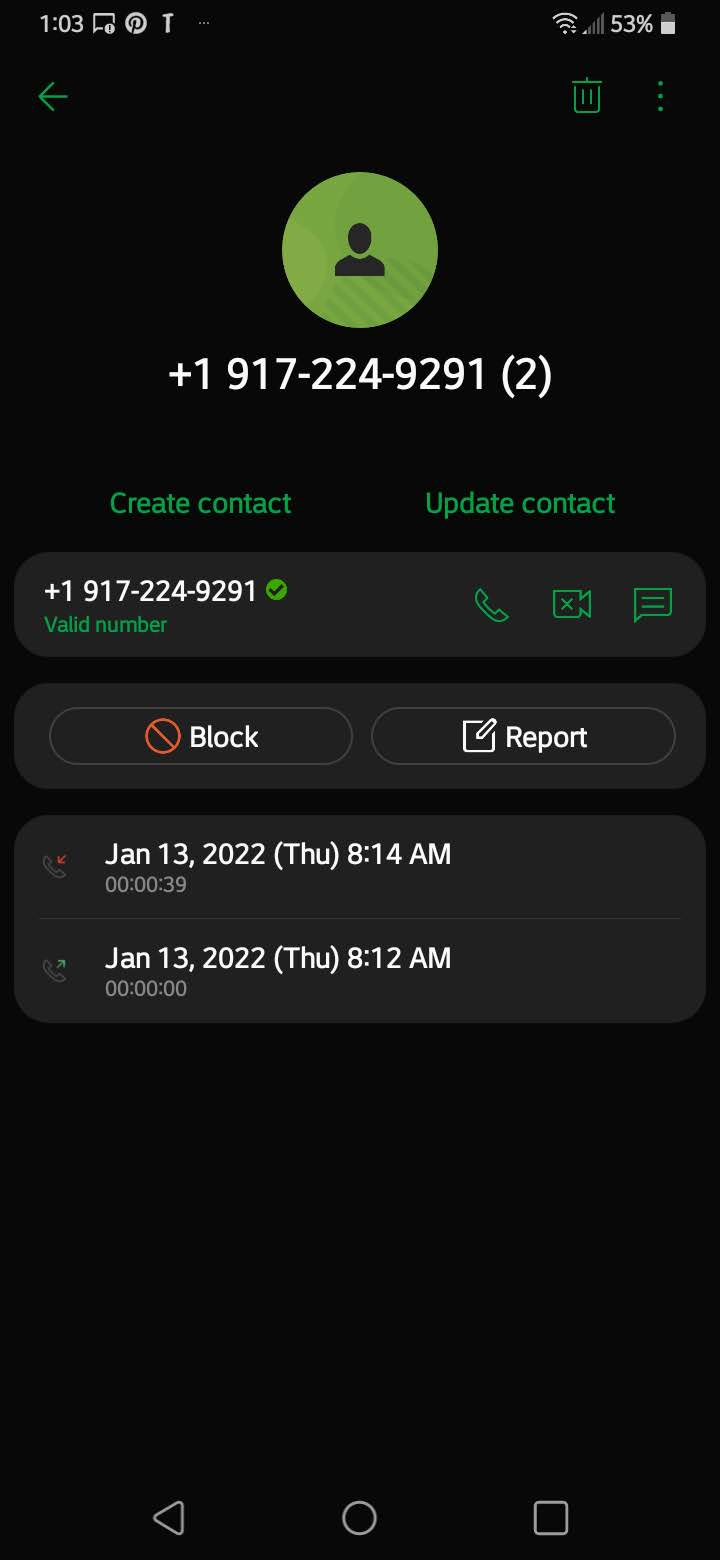 1:03 53%
+1 917-224-9291 (2)
Create contact Update contact
+1 917-224-9291
Valid number
Block Report
Jan 13, 2022 (Thu) 8:14 AM
00:00:39
Jan 13, 2022 (Thu) 8:12 AM
00:00:00